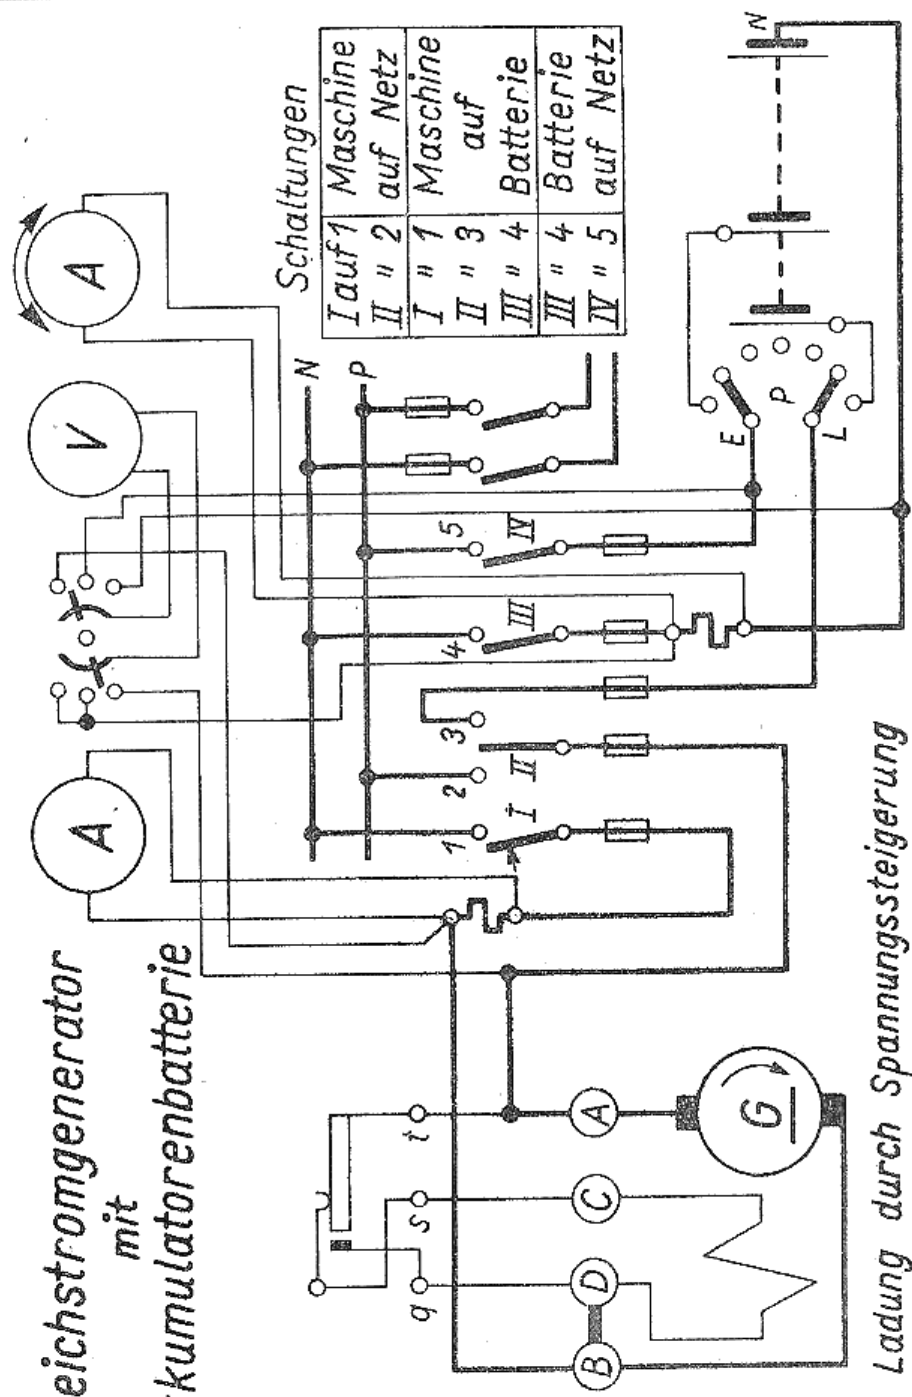 eichstromgenerator
mit
kumulatorenbatterie
A
V
A
Schaltungen
I auf 1 Maschine
II " 2 auf Netz
I " 1 Maschine
II " 3 auf
III " 4 Batterie
III " 4 Batterie
IV " 5 auf Netz
N
P
1
I
2
II
3
4
III
5
IV
E
P
L
N
q
s
t
B
D
C
A
G
Ladung durch Spannungssteigerung